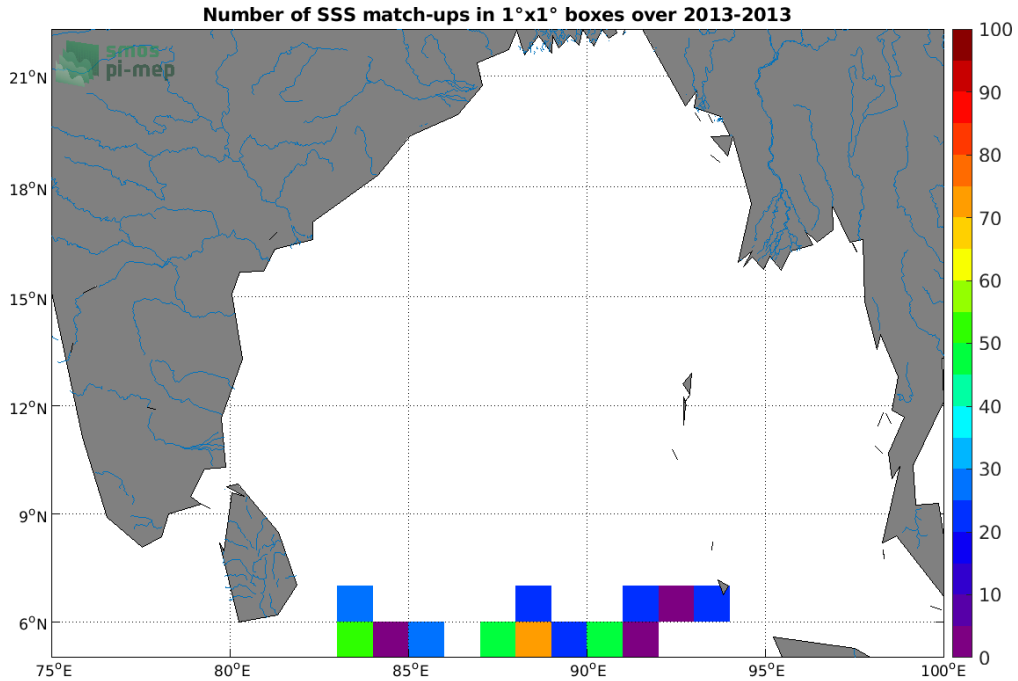 Number of SSS match-ups in 1°x1° boxes over 2013-2013
smos
pi-mep
21°N
18°N
15°N
12°N
9°N
6°N
75°E
80°E
85°E
90°E
95°E
100°E
100
90
80
70
60
50
40
30
20
10
0